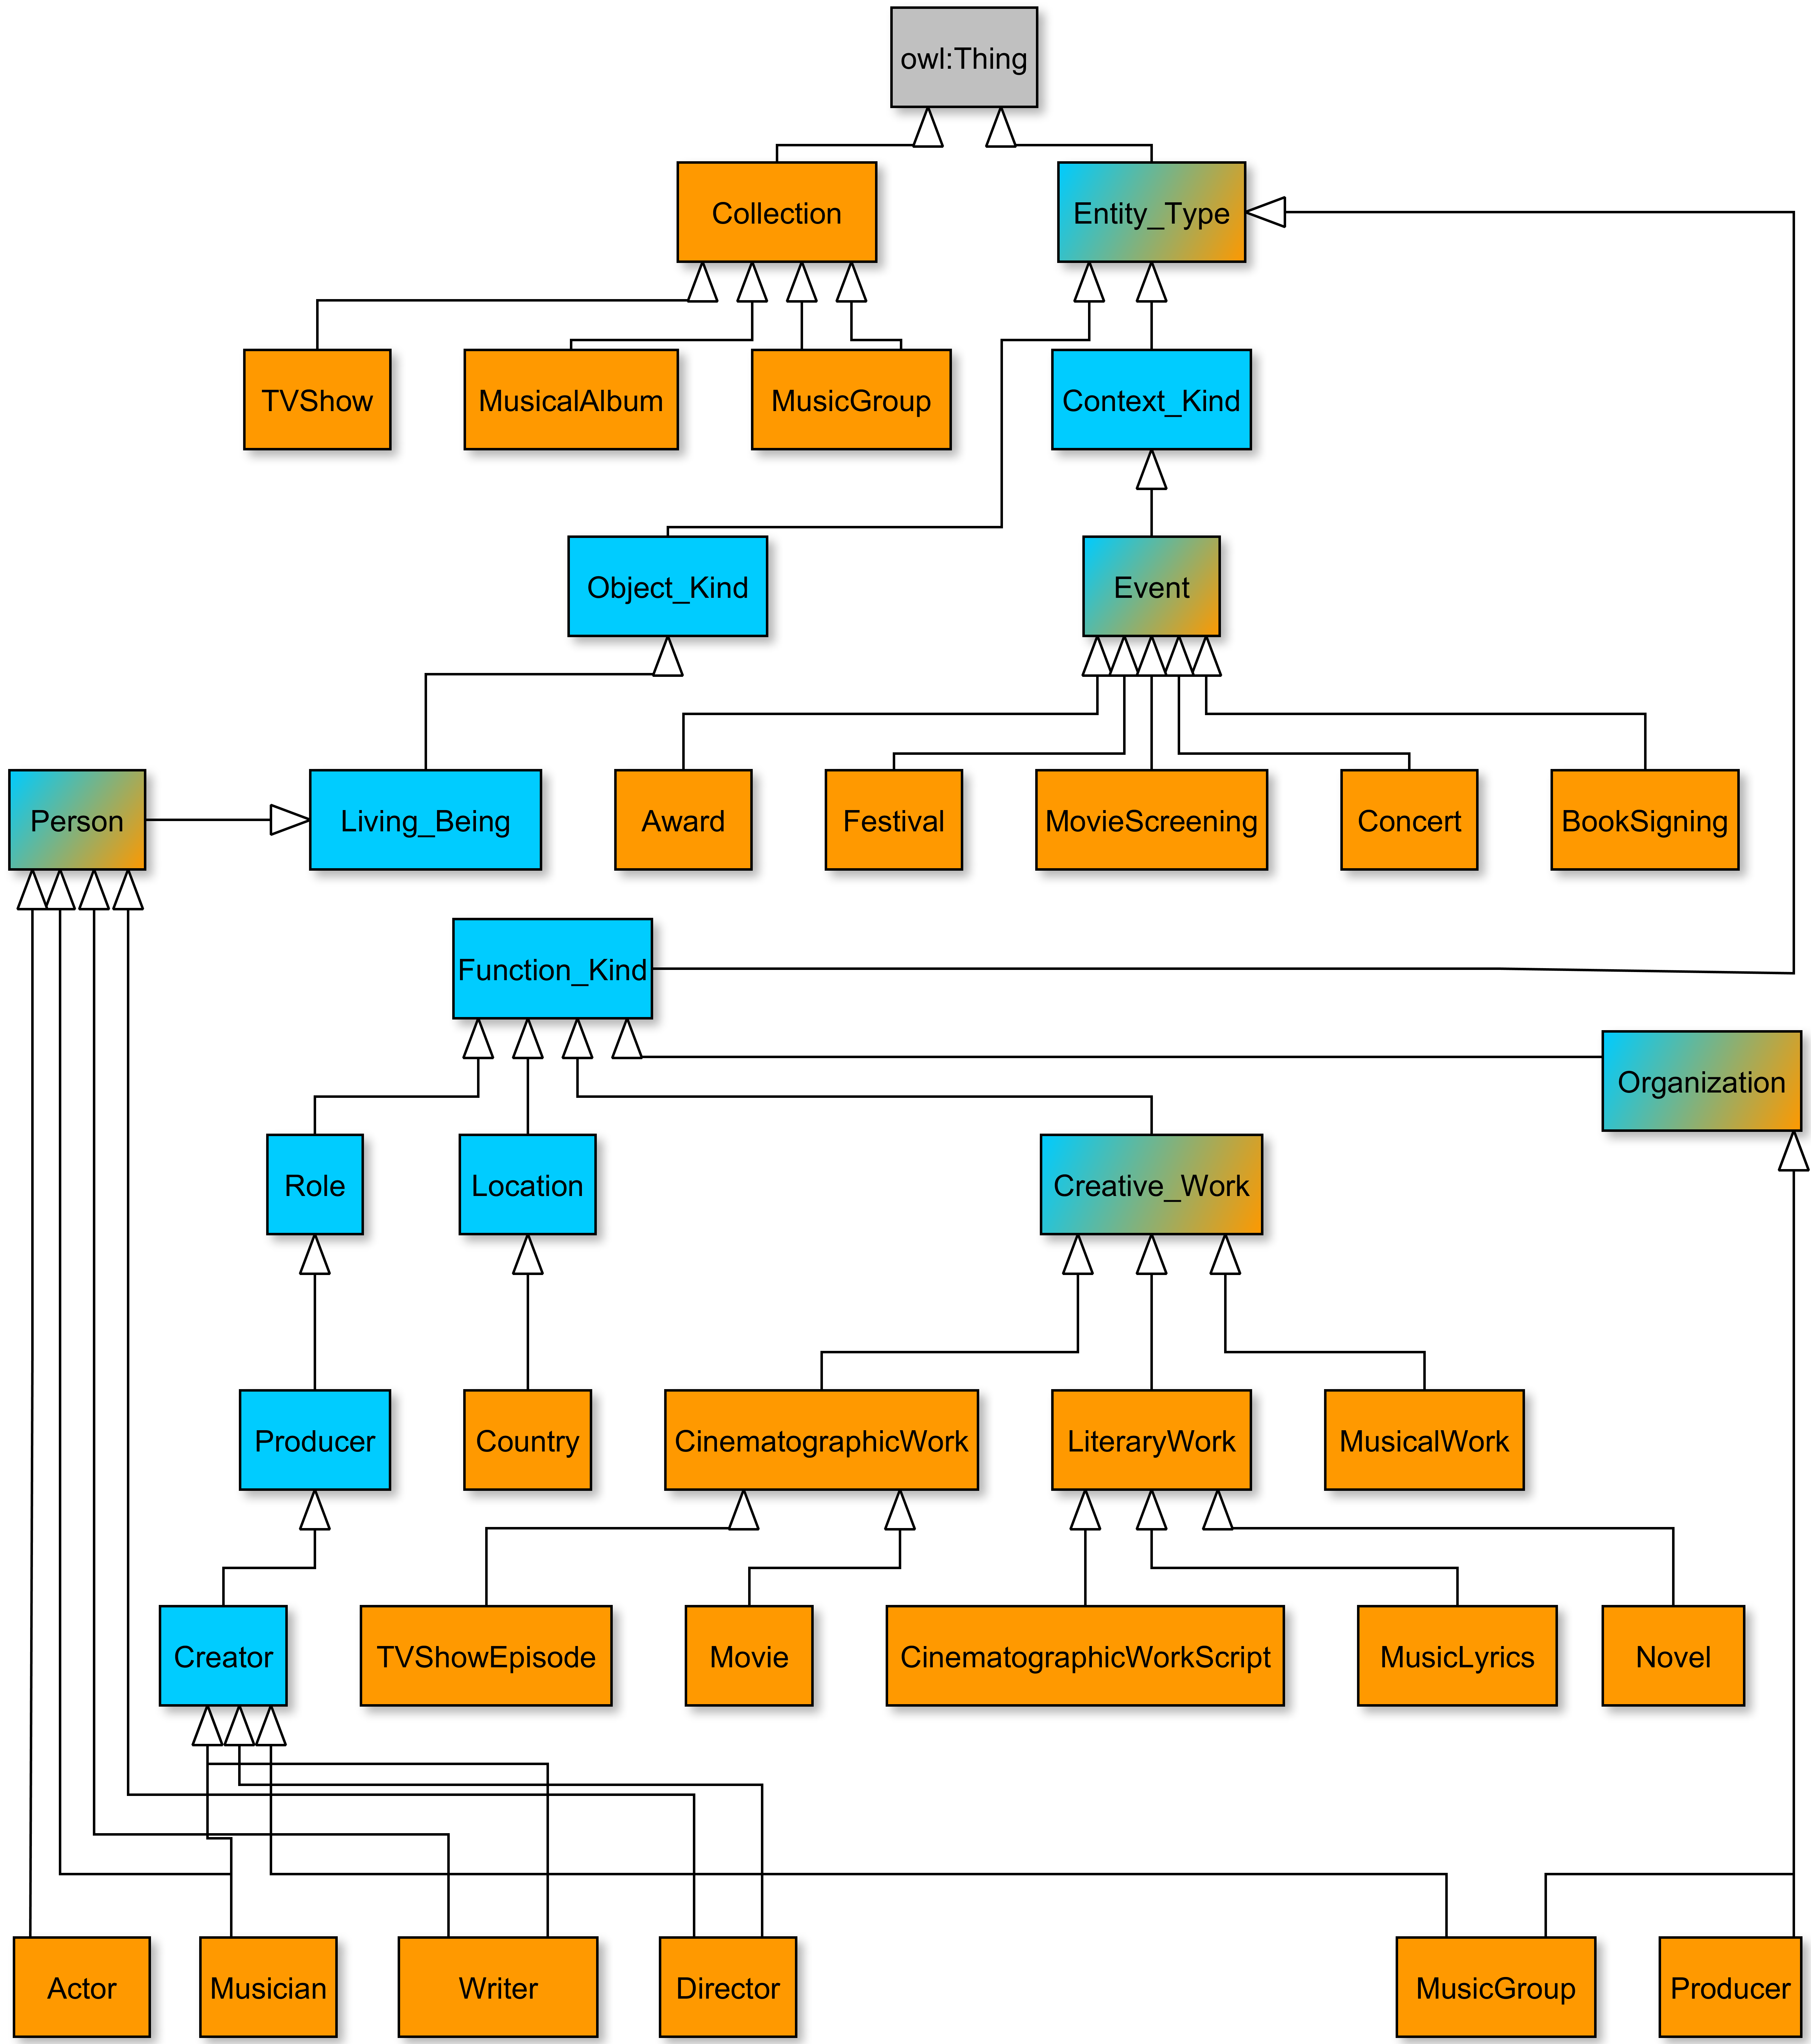 owl:Thing
Collection
Entity_Type
TVShow
MusicalAlbum
MusicGroup
Context_Kind
Object_Kind
Event
Person
Living_Being
Award
Festival
MovieScreening
Concert
BookSigning
Function_Kind
Organization
Role
Location
Creative_Work
Producer
Country
CinematographicWork
LiteraryWork
MusicalWork
Creator
TVShowEpisode
Movie
CinematographicWorkScript
MusicLyrics
Novel
Actor
Musician
Writer
Director
MusicGroup
Producer